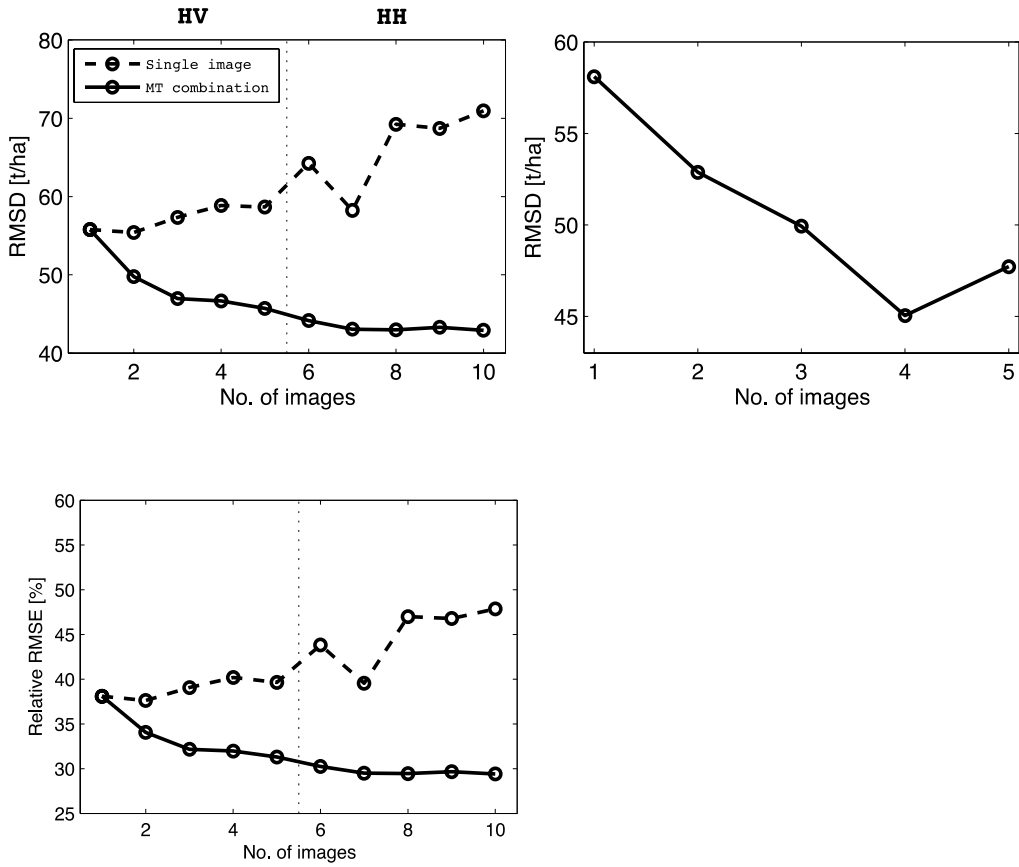 HV HH
80
70
60
50
40
RMSD [t/ha]
Single image
MT combination
2 4 6 8 10
No. of images
60
55
50
45
RMSD [t/ha]
1 2 3 4 5
No. of images
60
55
50
45
40
35
30
25
Relative RMSE [%]
2 4 6 8 10
No. of images